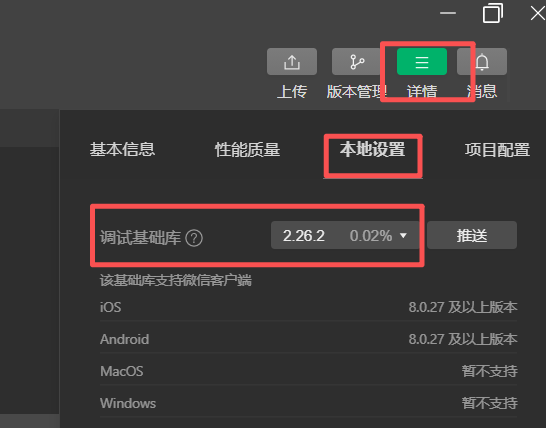 上传 版本管理 详情 消息
基本信息 性能质量 本地设置 项目配置
调试基础库 ? 2.26.2 0.02% 推送
该基础库支持微信客户端
iOS 8.0.27 及以上版本
Android 8.0.27 及以上版本
MacOS 暂不支持
Windows 暂不支持